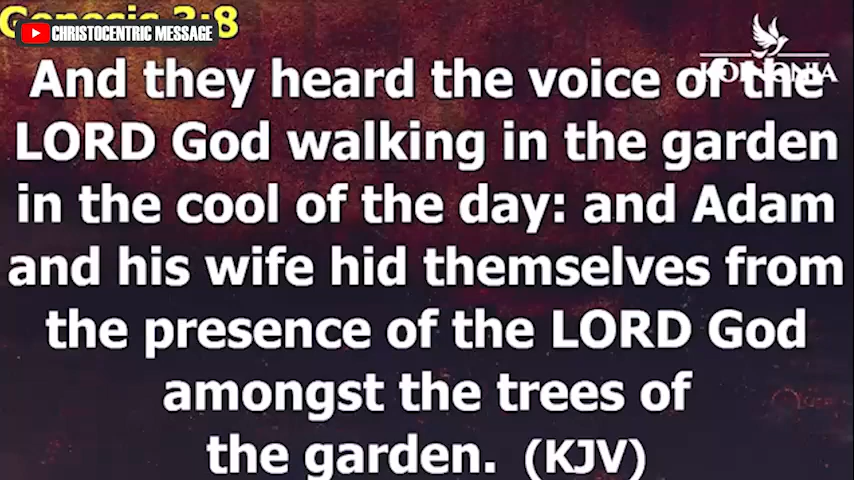 Genesis 3:8
CHRISTOCENTRIC MESSAGE
KOINONIA
And they heard the voice of the
LORD God walking in the garden
in the cool of the day: and Adam
and his wife hid themselves from
the presence of the LORD God
amongst the trees of
the garden. (KJV)